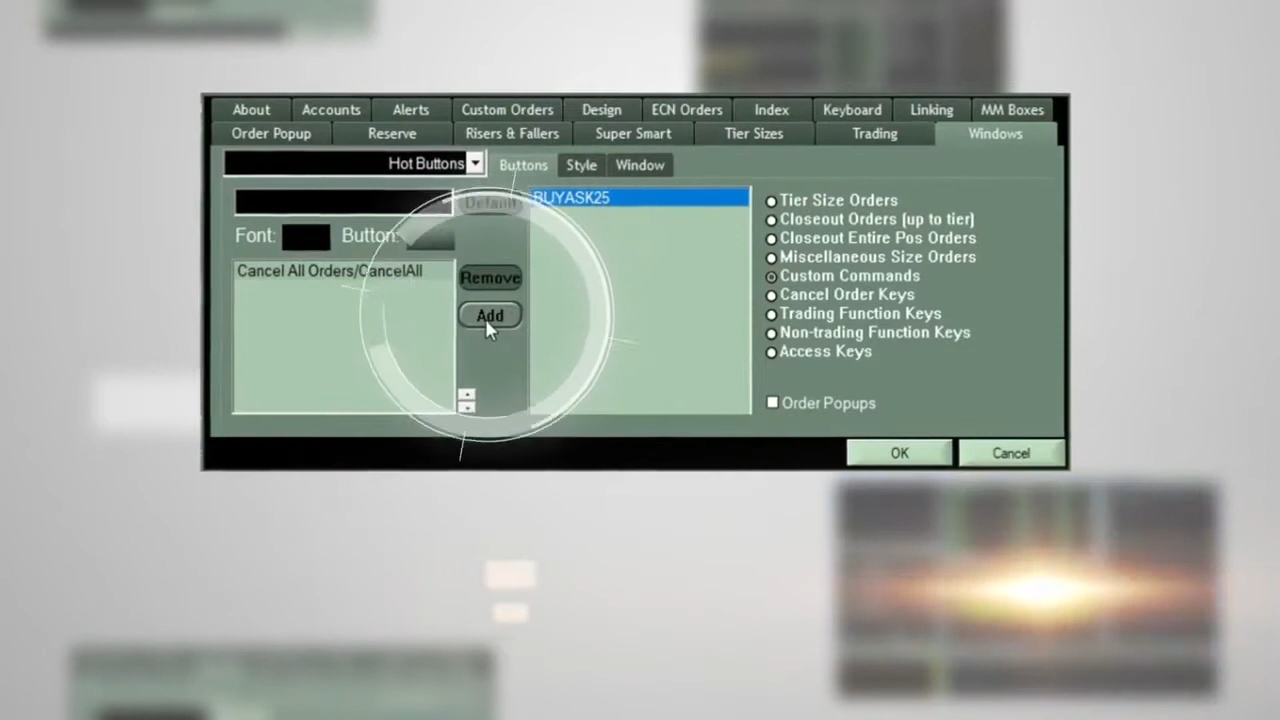 About Accounts Alerts Custom Orders Design ECN Orders Index Keyboard Linking MM Boxes
Order Popup Reserve Risers & Fallers Super Smart Tier Sizes Trading Windows
Hot Buttons Buttons Style Window
Default BUYASK25
Font: Button:
Cancel All Orders/CancelAll
Remove
Add
Tier Size Orders
Closeout Orders (up to tier)
Closeout Entire Pos Orders
Miscellaneous Size Orders
Custom Commands
Cancel Order Keys
Trading Function Keys
Non-trading Function Keys
Access Keys
Order Popups
OK Cancel